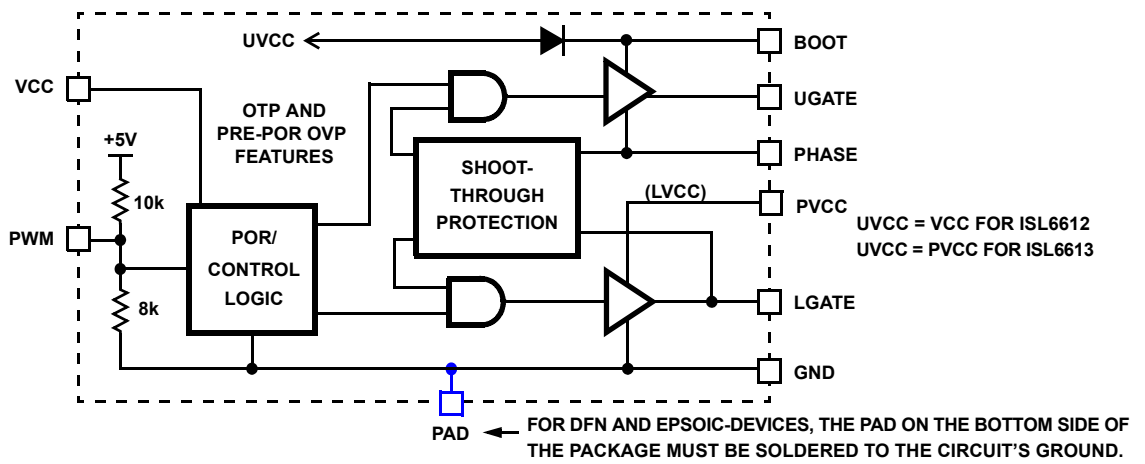 UVCC
BOOT
VCC
OTP AND
PRE-POR OVP
FEATURES
UGATE
+5V
10k
SHOOT-
THROUGH
PROTECTION
PHASE
(LVCC)
PVCC
UVCC = VCC FOR ISL6612
UVCC = PVCC FOR ISL6613
PWM
POR/
CONTROL
LOGIC
8k
LGATE
GND
PAD
FOR DFN AND EPSOIC-DEVICES, THE PAD ON THE BOTTOM SIDE OF
THE PACKAGE MUST BE SOLDERED TO THE CIRCUIT'S GROUND.